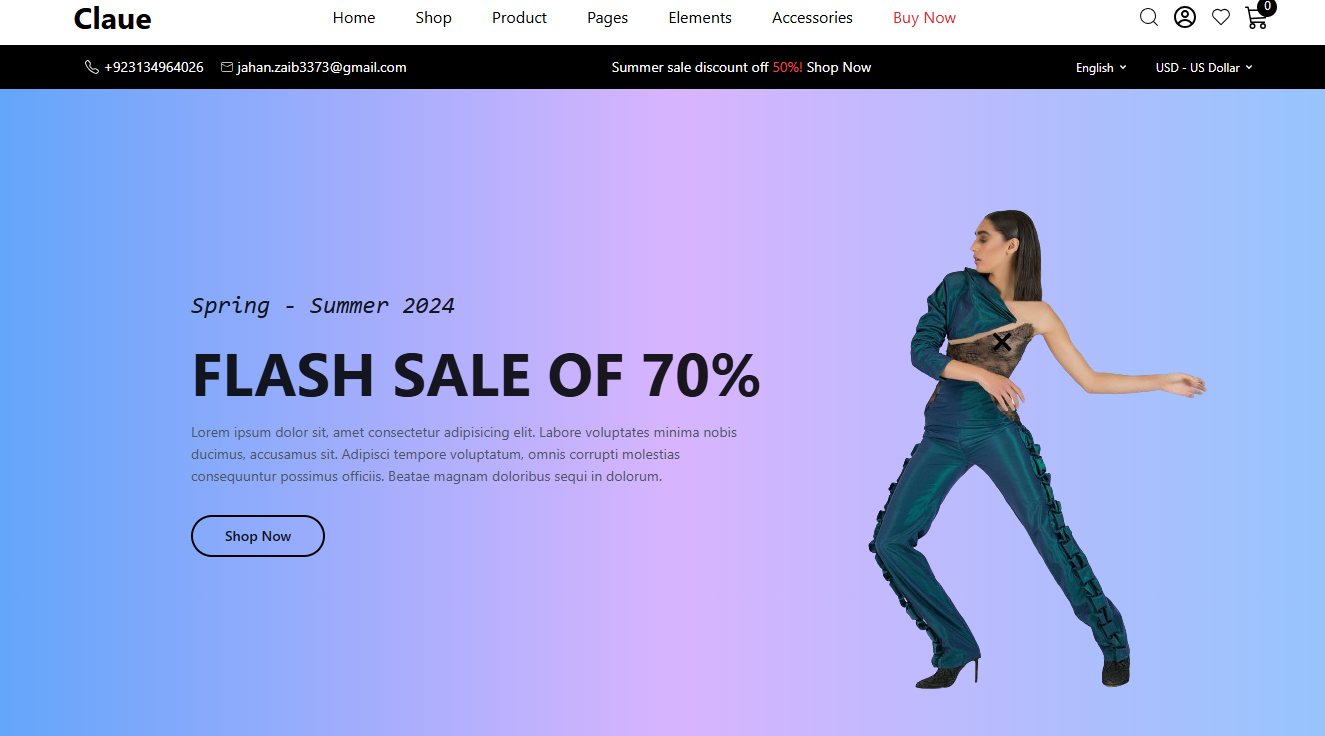 Claue Home Shop Product Pages Elements Accessories Buy Now 0
+923134964026 jahan.zaib3373@gmail.com Summer sale discount off 50%! Shop Now English USD - US Dollar
Spring - Summer 2024
FLASH SALE OF 70%
Lorem ipsum dolor sit, amet consectetur adipisicing elit. Labore voluptates minima nobis
ducimus, accusamus sit. Adipisci tempore voluptatum, omnis corrupti molestias
consequuntur possimus officiis. Beatae magnam doloribus sequi in dolorum.
Shop Now